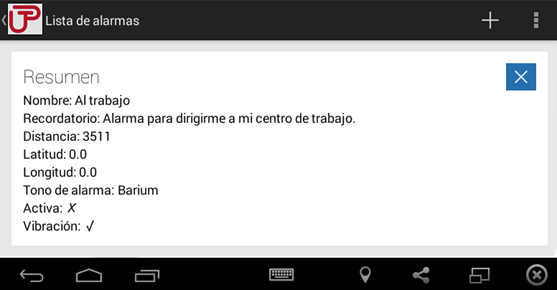 Lista de alarmas
Resumen
Nombre: Al trabajo
Recordatorio: Alarma para dirigirme a mi centro de trabajo.
Distancia: 3511
Latitud: 0.0
Longitud: 0.0
Tono de alarma: Barium
Activa: ✗
Vibración: √